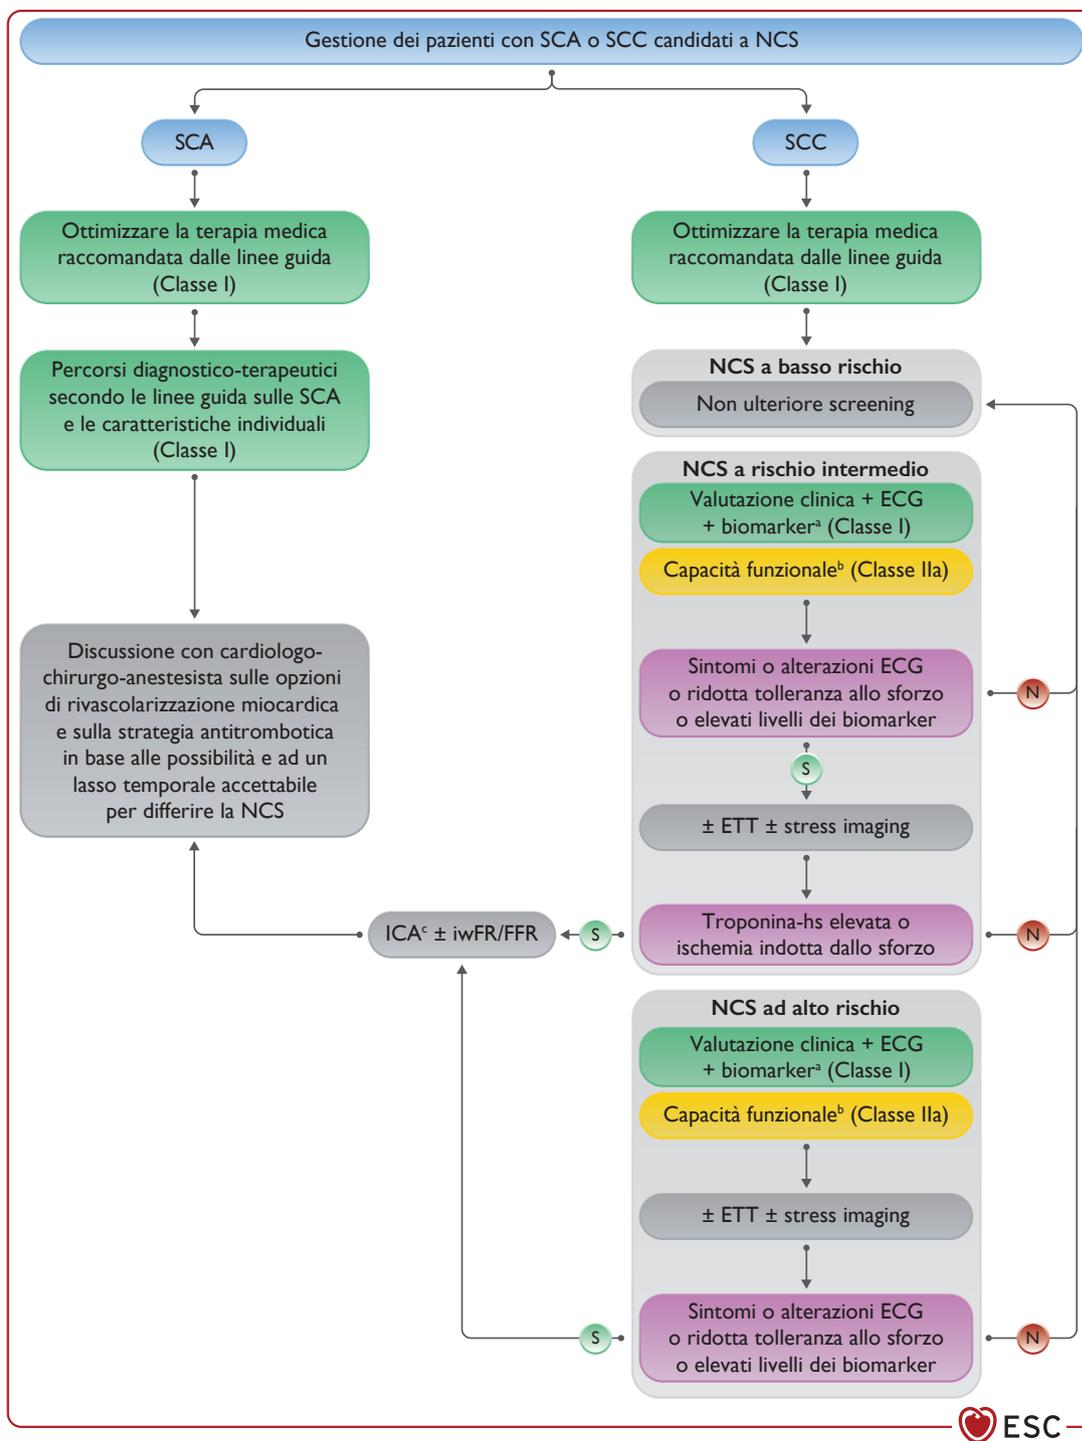 Gestione dei pazienti con SCA o SCC candidati a NCS
SCA
SCC
Ottimizzare la terapia medica
raccomandata dalle linee guida
(Classe I)
Percorsi diagnostico-terapeutici
secondo le linee guida sulle SCA
e le caratteristiche individuali
(Classe I)
Discussione con cardiologo-
chirurgo-anestesista sulle opzioni
di rivascolarizzazione miocardica
e sulla strategia antitrombotica
in base alle possibilità e ad un
lasso temporale accettabile
per differire la NCS
Ottimizzare la terapia medica
raccomandata dalle linee guida
(Classe I)
NCS a basso rischio
Non ulteriore screening
NCS a rischio intermedio
Valutazione clinica + ECG
+ biomarkerᵃ (Classe I)
Capacità funzionaleᵇ (Classe IIa)
Sintomi o alterazioni ECG
o ridotta tolleranza allo sforzo
o elevati livelli dei biomarker
N
S
± ETT ± stress imaging
Troponina-hs elevata o
ischemia indotta dallo sforzo
N
S
ICAᶜ ± iwFR/FFR
NCS ad alto rischio
Valutazione clinica + ECG
+ biomarkerᵃ (Classe I)
Capacità funzionaleᵇ (Classe IIa)
± ETT ± stress imaging
Sintomi o alterazioni ECG
o ridotta tolleranza allo sforzo
o elevati livelli dei biomarker
S
N
ESC